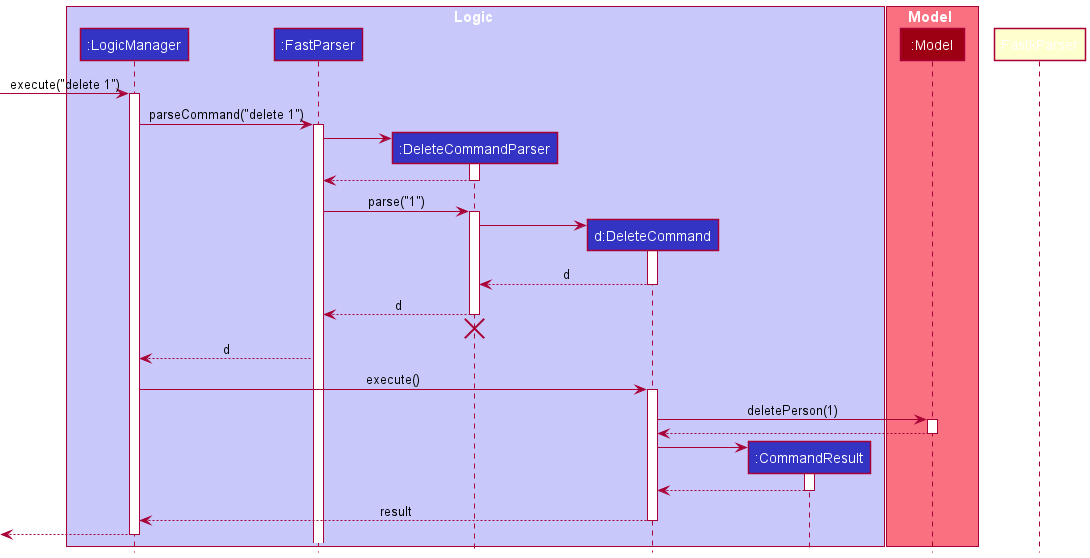 Logic
Model
:LogicManager
:FastParser
:Model
execute("delete 1")
parseCommand("delete 1")
:DeleteCommandParser
parse("1")
d:DeleteCommand
d
d
d
execute()
deletePerson(1)
:CommandResult
result